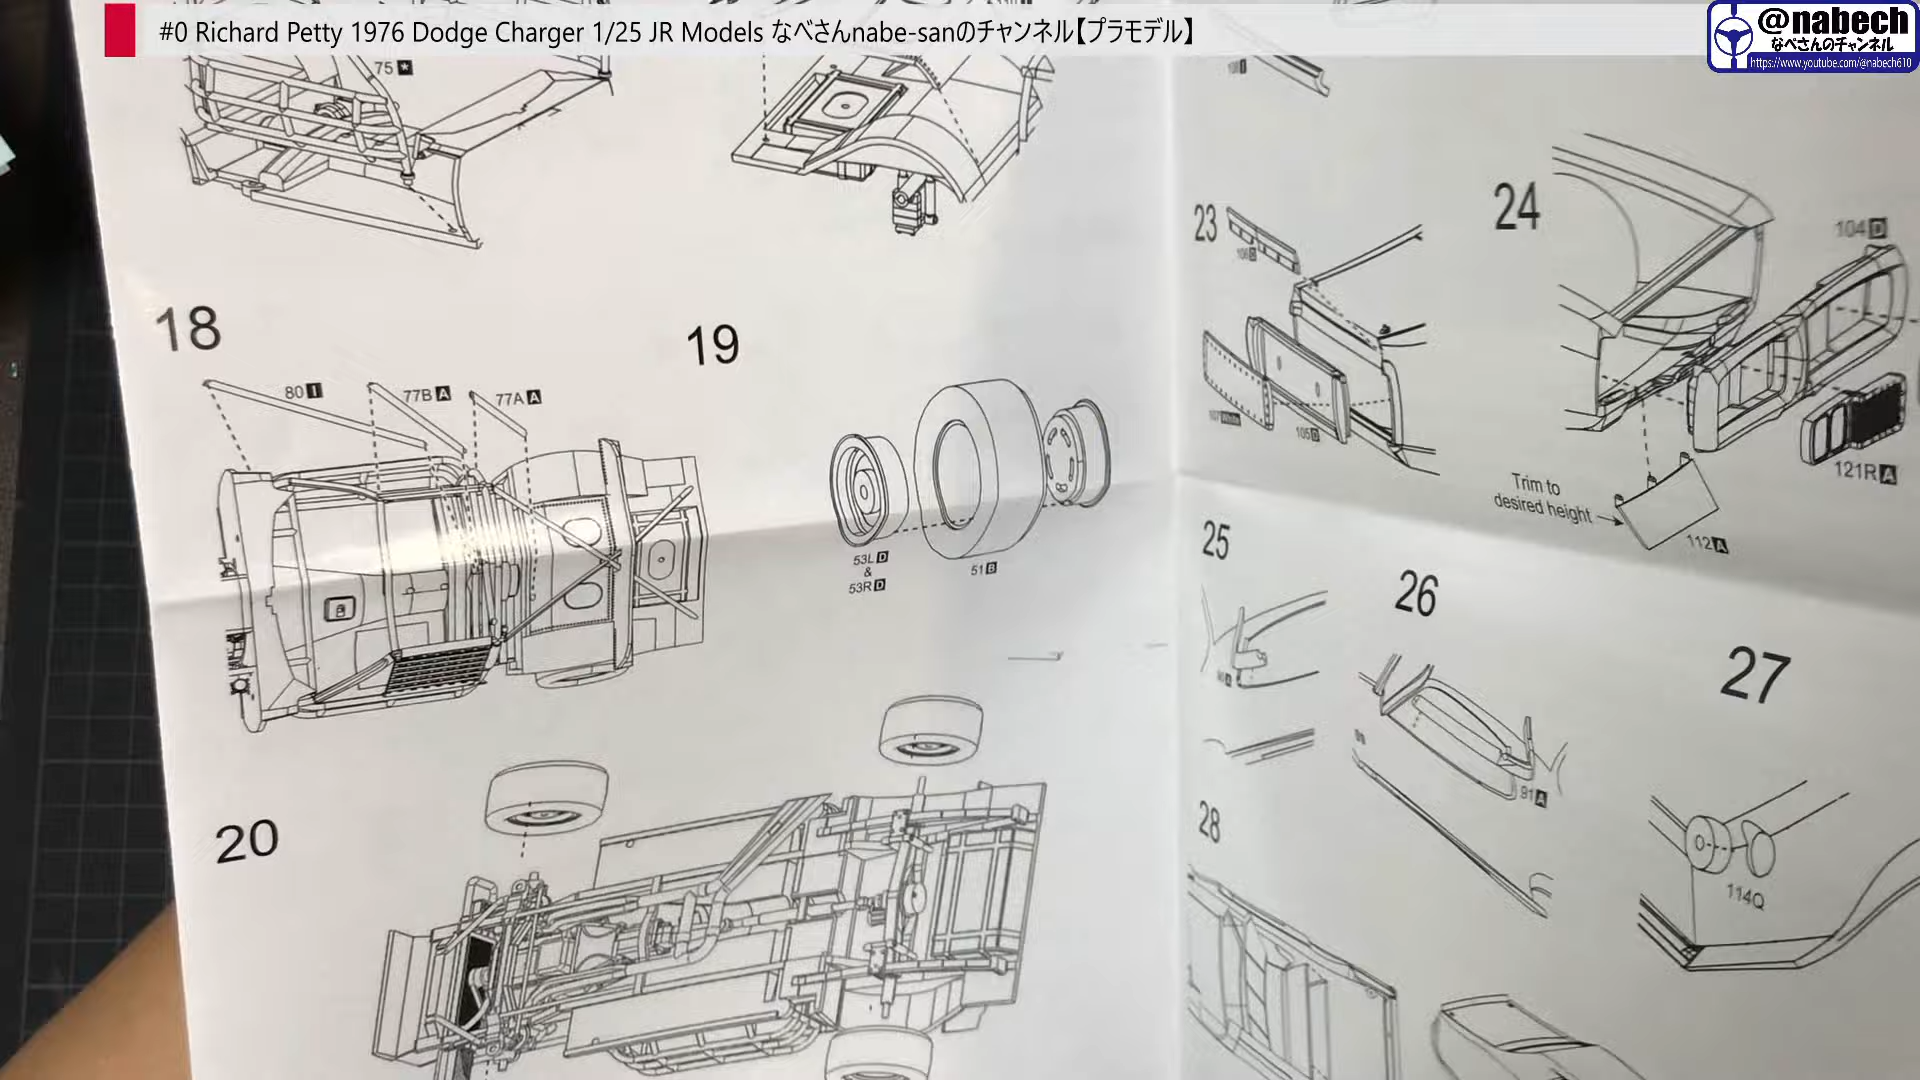 #0 Richard Petty 1976 Dodge Charger 1/25 JR Models なべさんnabe-sanのチャンネル【プラモデル】
@nabech
なべさんのチャンネル
https://www.youtube.com/@nabech610
75
18
80 I
77B A
77A A
19
53L D
&
53R D
51 B
20
23
105 D
24
104 D
121R A
Trim to
desired height
112 A
25
26
91 A
27
114Q
28